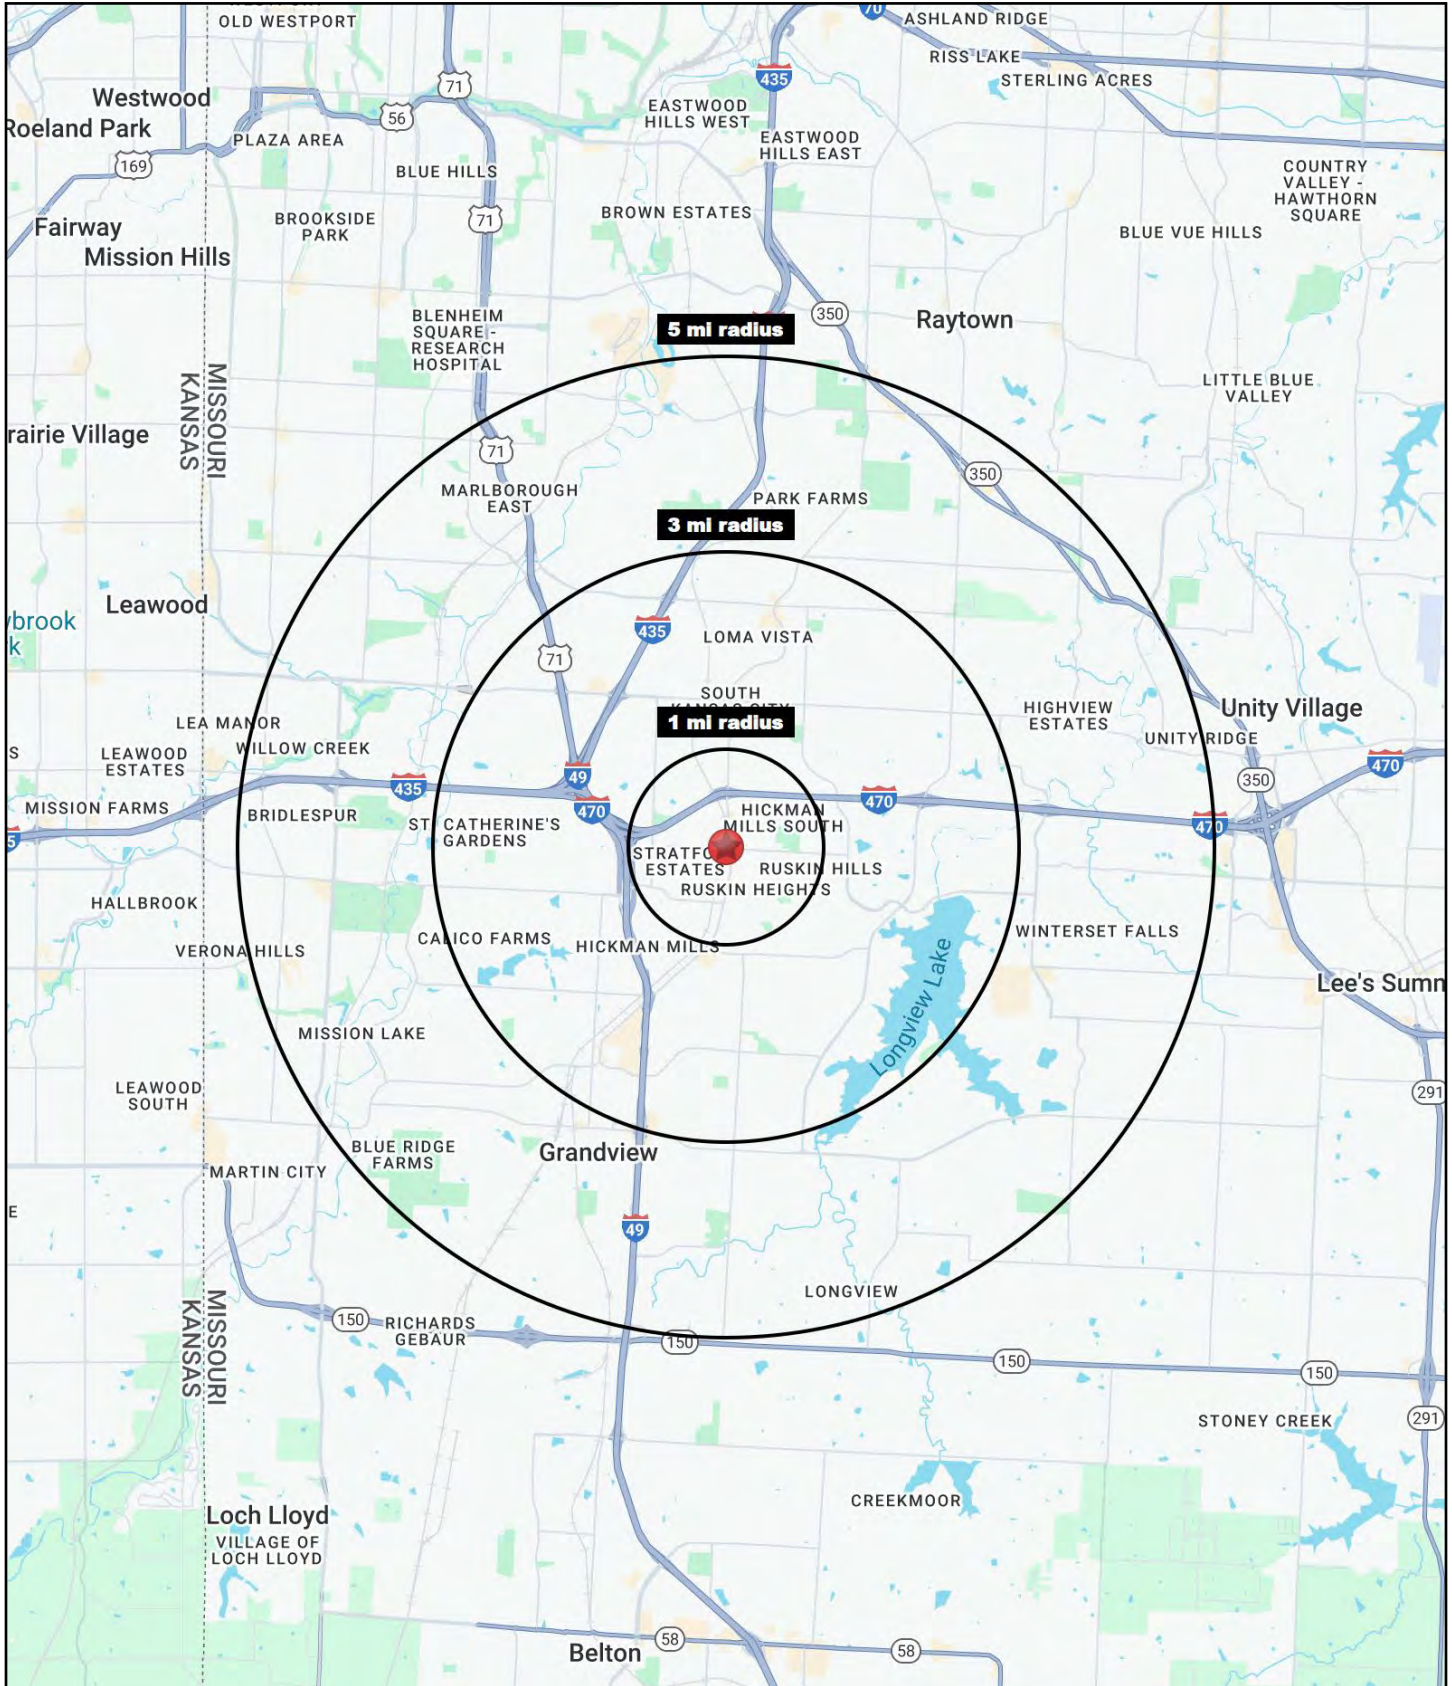 OLD WESTPORT
70
ASHLAND RIDGE
RISS LAKE
STERLING ACRES
435
71
Westwood
56
EASTWOOD
HILLS WEST
Roeland Park
PLAZA AREA
EASTWOOD
HILLS EAST
169
BLUE HILLS
COUNTRY
VALLEY -
HAWTHORN
SQUARE
BROWN ESTATES
71
BROOKSIDE
PARK
Fairway
Mission Hills
BLUE VUE HILLS
350
Raytown
5 mi radius
BLENHEIM
SQUARE -
RESEARCH
HOSPITAL
LITTLE BLUE
VALLEY
MISSOURI
KANSAS
rairie Village
71
350
MARLBOROUGH
EAST
PARK FARMS
3 mi radius
Leawood
ybrook
k
435
LOMA VISTA
71
SOUTH
1 mi radius
HIGHVIEW
ESTATES
Unity Village
UNITY RIDGE
LEA MANOR
WILLOW CREEK
S
LEAWOOD
ESTATES
435
49
470
350
470
MISSION FARMS
BRIDLESPUR
470
HICKMAN
MILLS SOUTH
ST. CATHERINE'S
GARDENS
470
5
STRATFO
ESTATES
RUSKIN HILLS
RUSKIN HEIGHTS
HALLBROOK
VERONA HILLS
CALICO FARMS
HICKMAN MILLS
WINTERSET FALLS
Longview Lake
Lee's Summ
MISSION LAKE
LEAWOOD
SOUTH
291
BLUE RIDGE
FARMS
Grandview
MARTIN CITY
E
49
LONGVIEW
MISSOURI
KANSAS
150
RICHARDS
GEBAUR
150
150
150
STONEY CREEK
291
CREEKMOOR
Loch Lloyd
VILLAGE OF
LOCH LLOYD
Belton
58
58